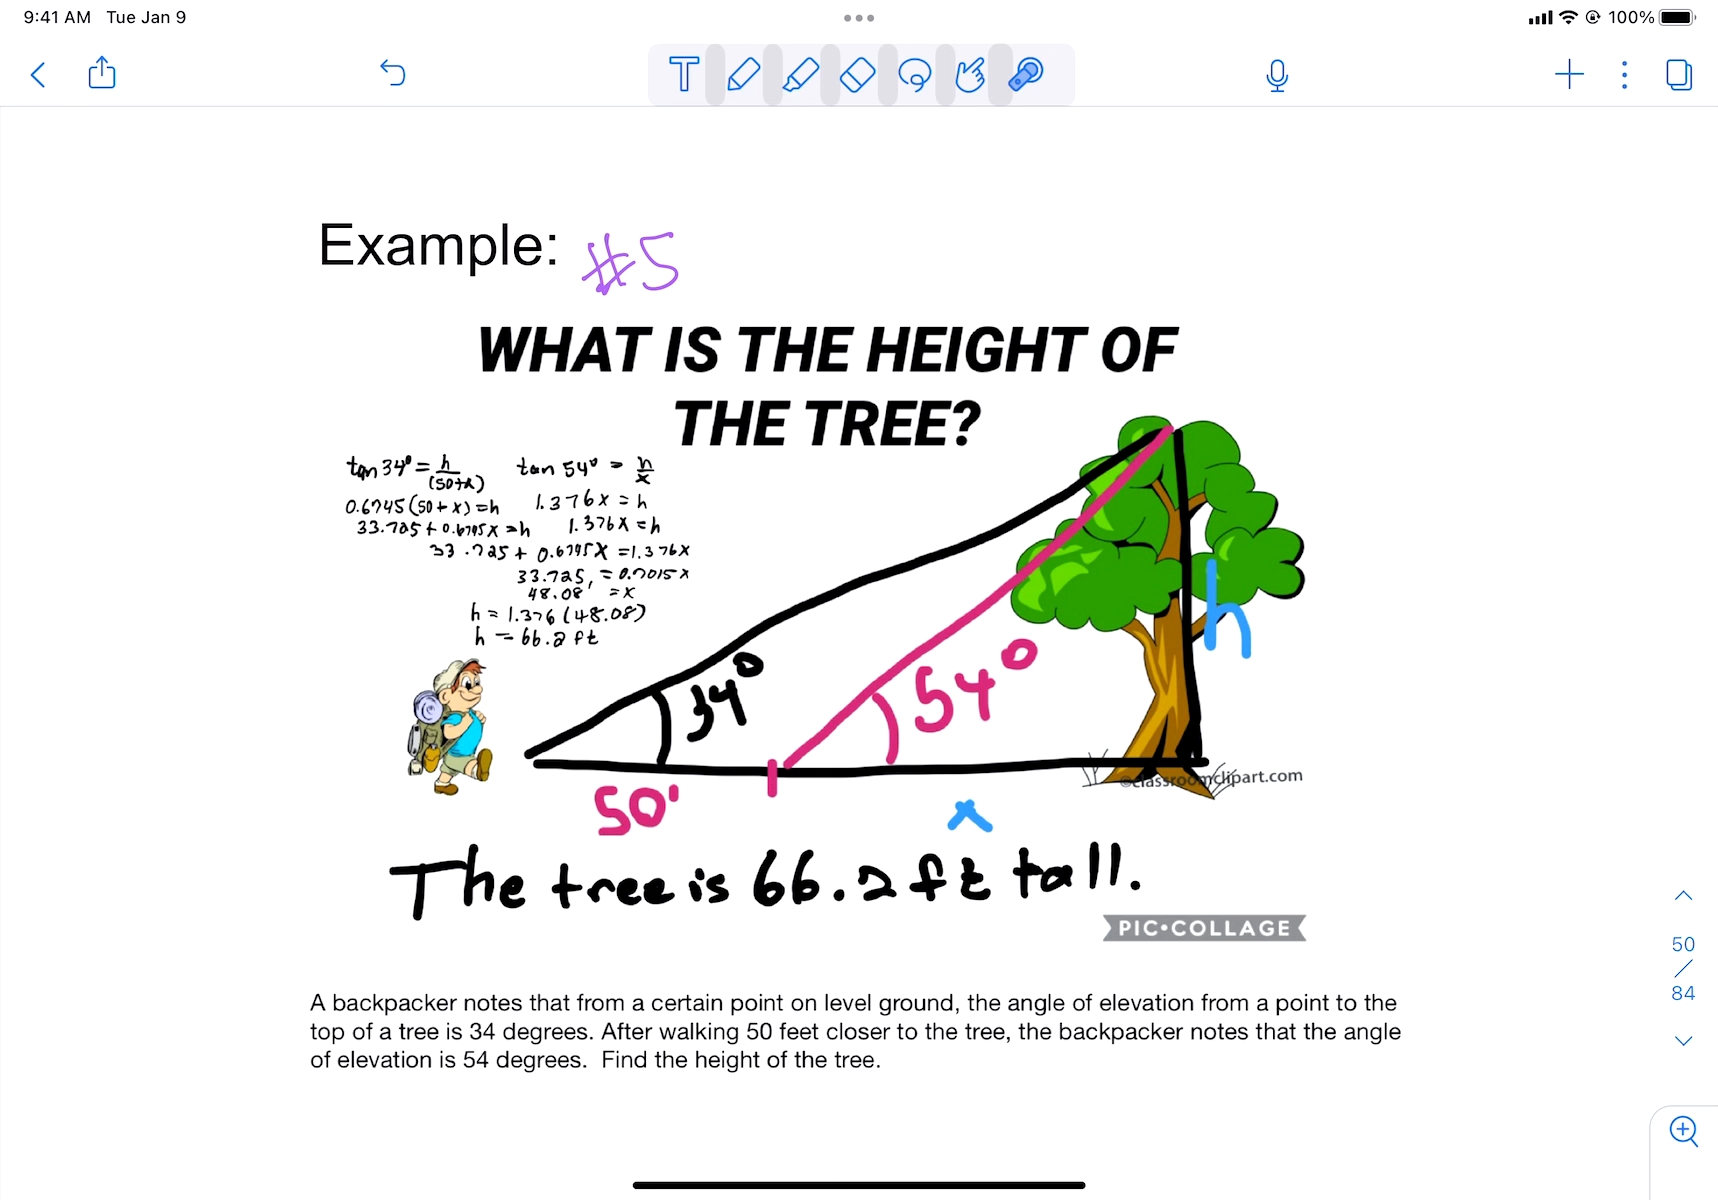 9:41 AM Tue Jan 9
100%
Example: #5
WHAT IS THE HEIGHT OF
THE TREE?
tan 34° = h/(50+x)
tan 54° = h/x
0.6745(50+x)=h
1.376x = h
33.725+0.6745x=h
1.376x=h
33.725+ 0.6745x =1.376x
33.725 = 0.7015x
48.08' =x
h = 1.376(48.08)
h = 66.2 ft
34°
54°
h
©classroomclipart.com
50'
x
The tree is 66.2 ft tall.
PIC•COLLAGE
50
/
84
A backpacker notes that from a certain point on level ground, the angle of elevation from a point to the
top of a tree is 34 degrees. After walking 50 feet closer to the tree, the backpacker notes that the angle
of elevation is 54 degrees. Find the height of the tree.